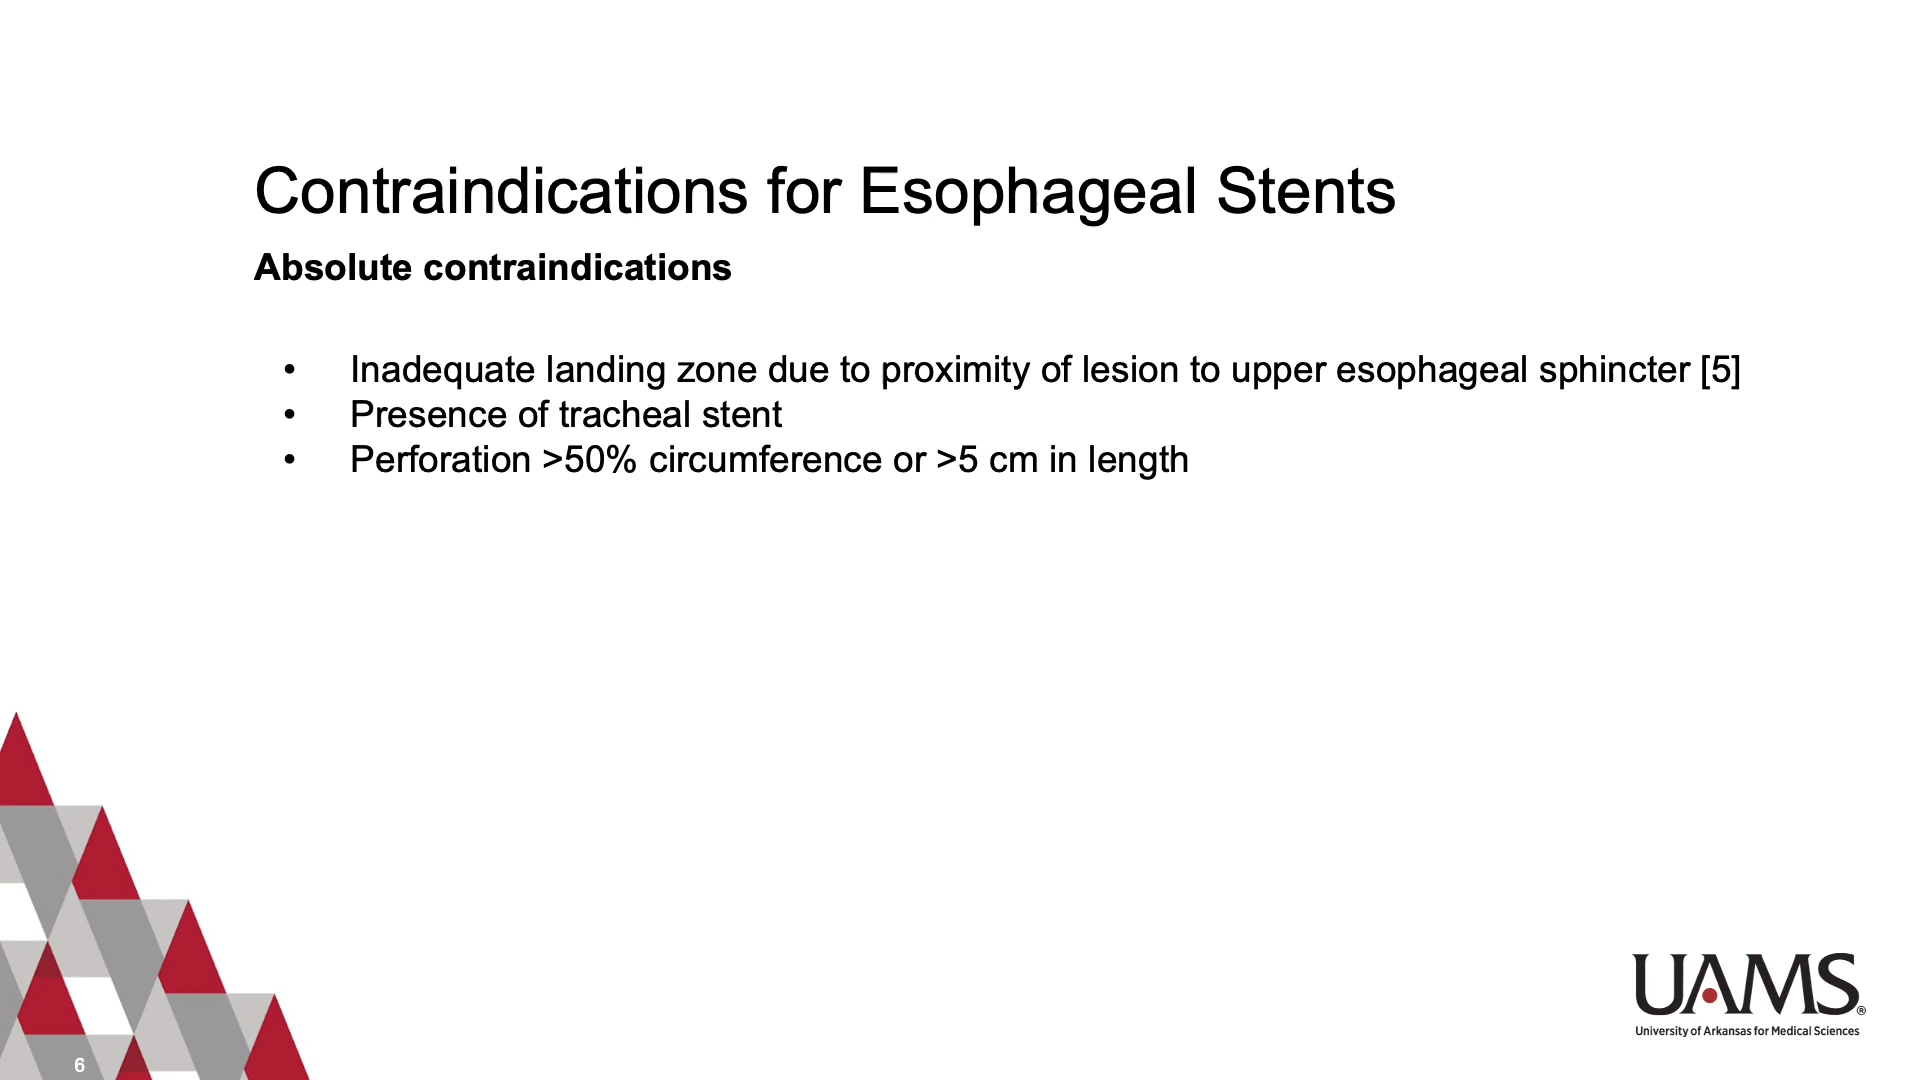 Contraindications for Esophageal Stents
Absolute contraindications
• Inadequate landing zone due to proximity of lesion to upper esophageal sphincter [5]
• Presence of tracheal stent
• Perforation >50% circumference or >5 cm in length
UAMS®
University of Arkansas for Medical Sciences
6